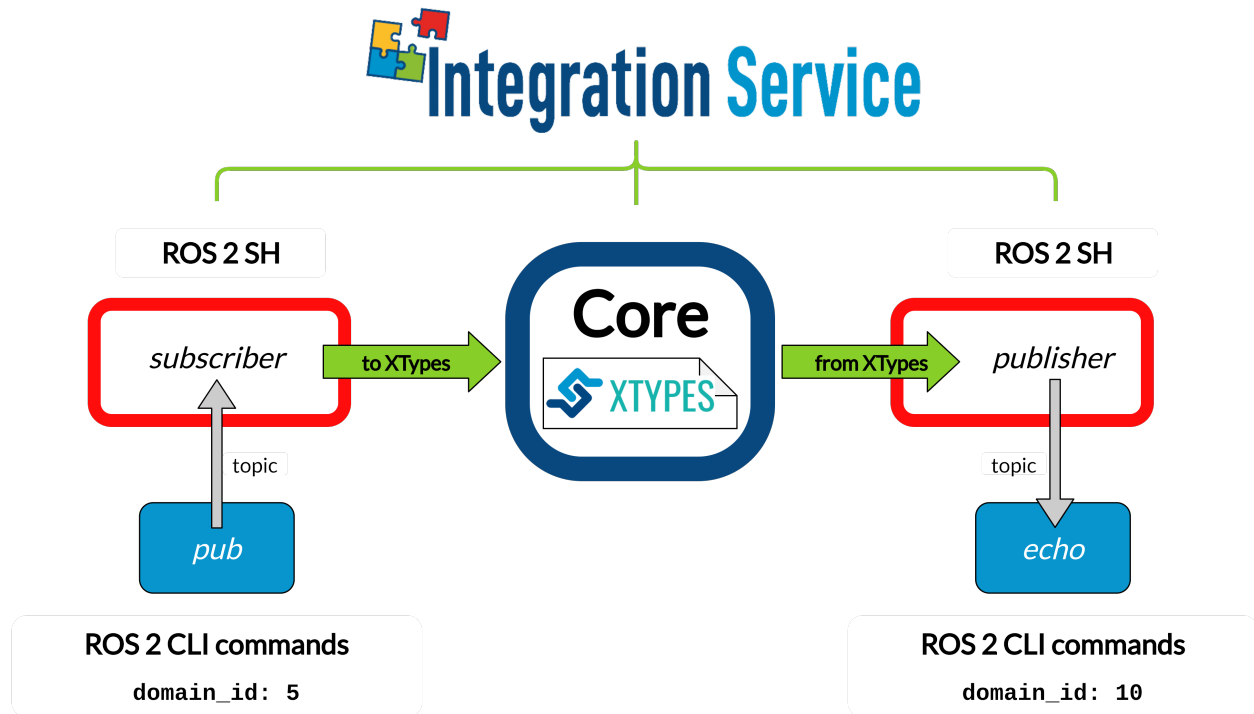 Integration Service
ROS 2 SH
ROS 2 SH
Core
subscriber
to XTypes
from XTypes
publisher
XTYPES
topic
topic
pub
echo
ROS 2 CLI commands
domain_id: 5
ROS 2 CLI commands
domain_id: 10